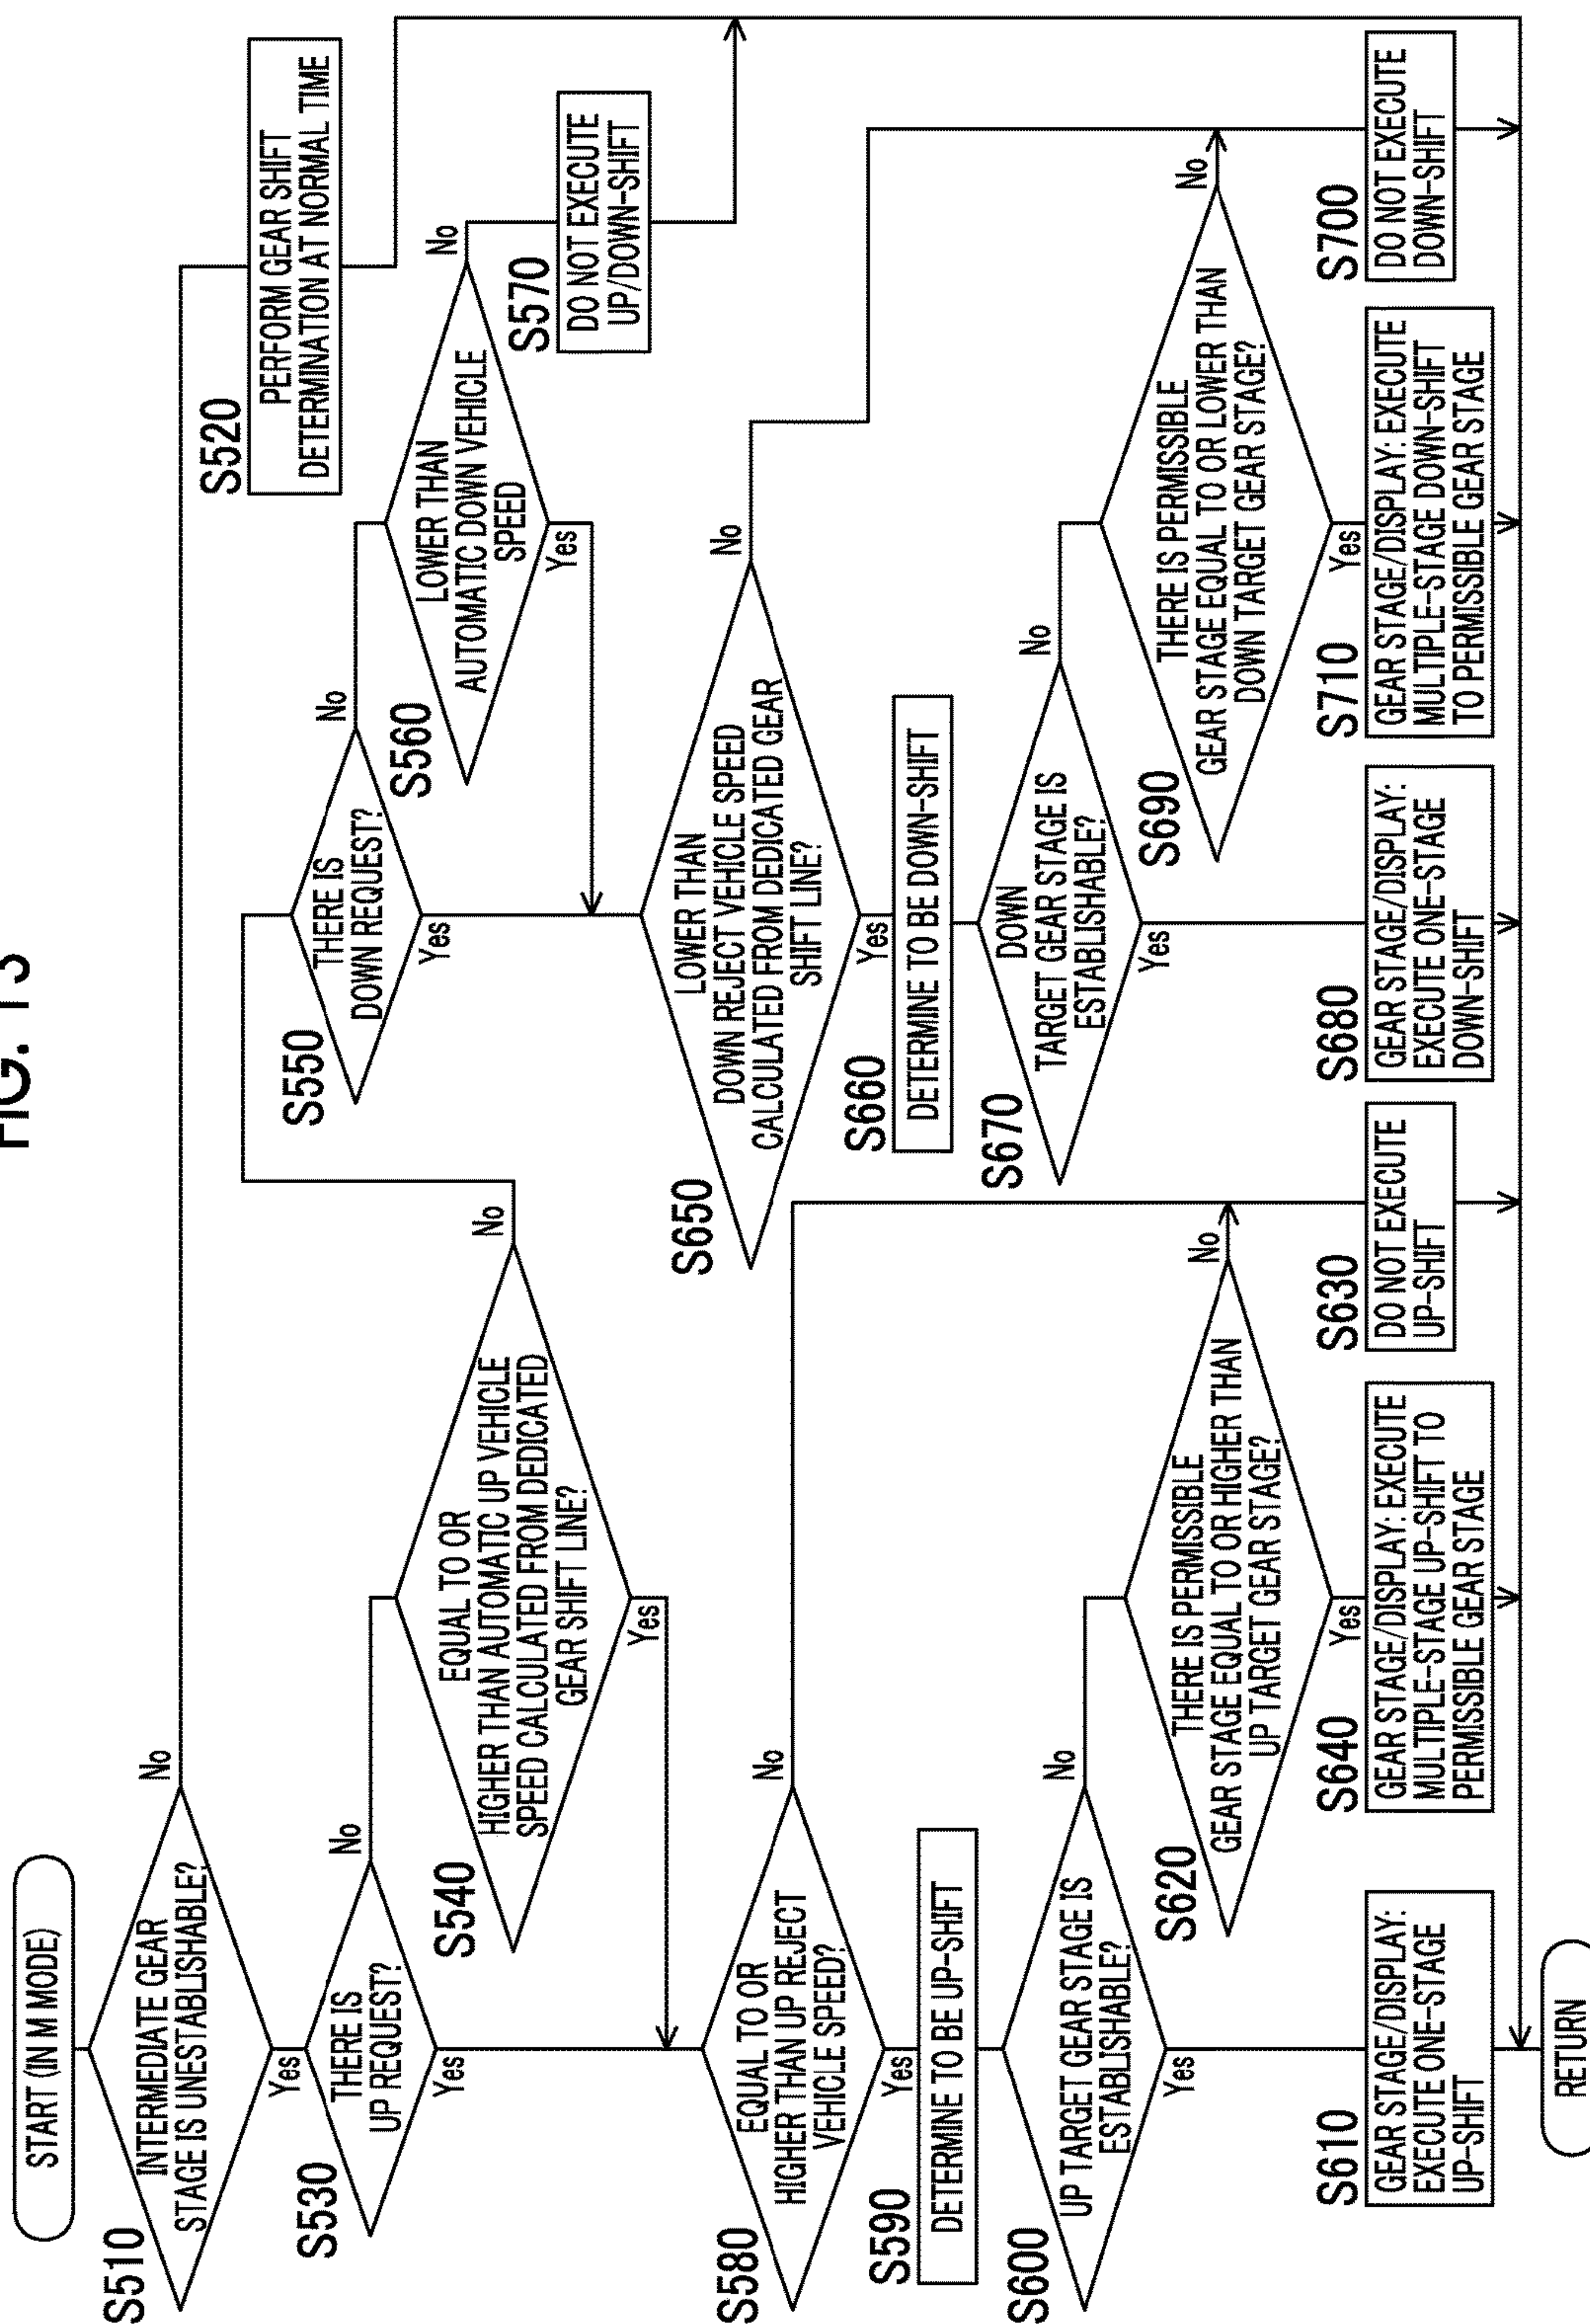 FIG. 13
START (IN M MODE)
S510
INTERMEDIATE GEAR
STAGE IS UNESTABLISHABLE?
No
Yes
S520
PERFORM GEAR SHIFT
DETERMINATION AT NORMAL TIME
S530
THERE IS
UP REQUEST?
No
Yes
S540
EQUAL TO OR
HIGHER THAN AUTOMATIC UP VEHICLE
SPEED CALCULATED FROM DEDICATED
GEAR SHIFT LINE?
No
Yes
S550
THERE IS
DOWN REQUEST?
No
Yes
S560
LOWER THAN
AUTOMATIC DOWN VEHICLE
SPEED
No
Yes
S570
DO NOT EXECUTE
UP/DOWN-SHIFT
S580
EQUAL TO OR
HIGHER THAN UP REJECT
VEHICLE SPEED?
No
Yes
S590
DETERMINE TO BE UP-SHIFT
S600
UP TARGET GEAR STAGE IS
ESTABLISHABLE?
No
Yes
S610
GEAR STAGE/DISPLAY:
EXECUTE ONE-STAGE
UP-SHIFT
S620
THERE IS PERMISSIBLE
GEAR STAGE EQUAL TO OR HIGHER THAN
UP TARGET GEAR STAGE?
No
Yes
S640
GEAR STAGE/DISPLAY: EXECUTE
MULTIPLE-STAGE UP-SHIFT TO
PERMISSIBLE GEAR STAGE
S630
DO NOT EXECUTE
UP-SHIFT
S650
LOWER THAN
DOWN REJECT VEHICLE SPEED
CALCULATED FROM DEDICATED GEAR
SHIFT LINE?
No
Yes
S660
DETERMINE TO BE DOWN-SHIFT
S670
DOWN
TARGET GEAR STAGE IS
ESTABLISHABLE?
No
Yes
S680
GEAR STAGE/DISPLAY:
EXECUTE ONE-STAGE
DOWN-SHIFT
S690
THERE IS PERMISSIBLE
GEAR STAGE EQUAL TO OR LOWER THAN
DOWN TARGET GEAR STAGE?
No
Yes
S710
GEAR STAGE/DISPLAY: EXECUTE
MULTIPLE-STAGE DOWN-SHIFT
TO PERMISSIBLE GEAR STAGE
S700
DO NOT EXECUTE
DOWN-SHIFT
RETURN